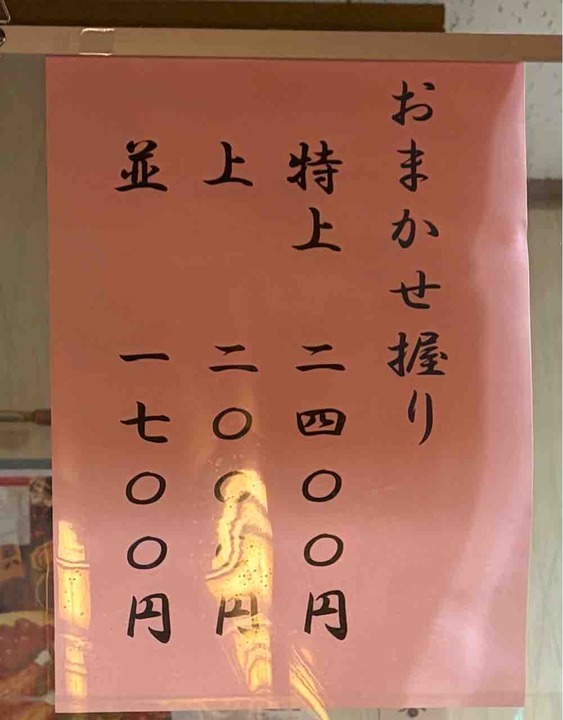 おまかせ握り
特上 二四〇〇円
上 二〇〇〇円
並 一七〇〇円